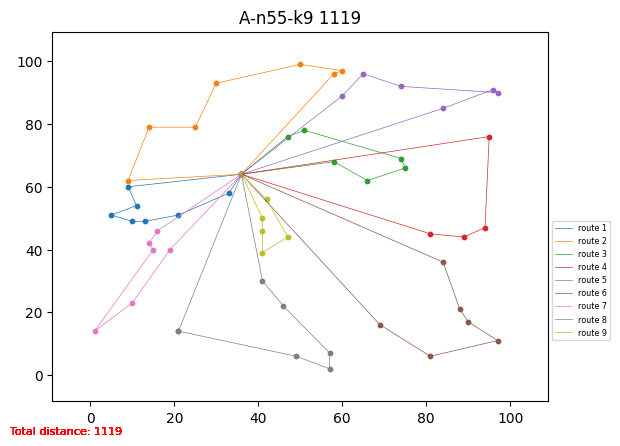 A-n55-k9 1119
100
80
60
40
20
0
0 20 40 60 80 100
route 1
route 2
route 3
route 4
route 5
route 6
route 7
route 8
route 9
Total distance: 1119